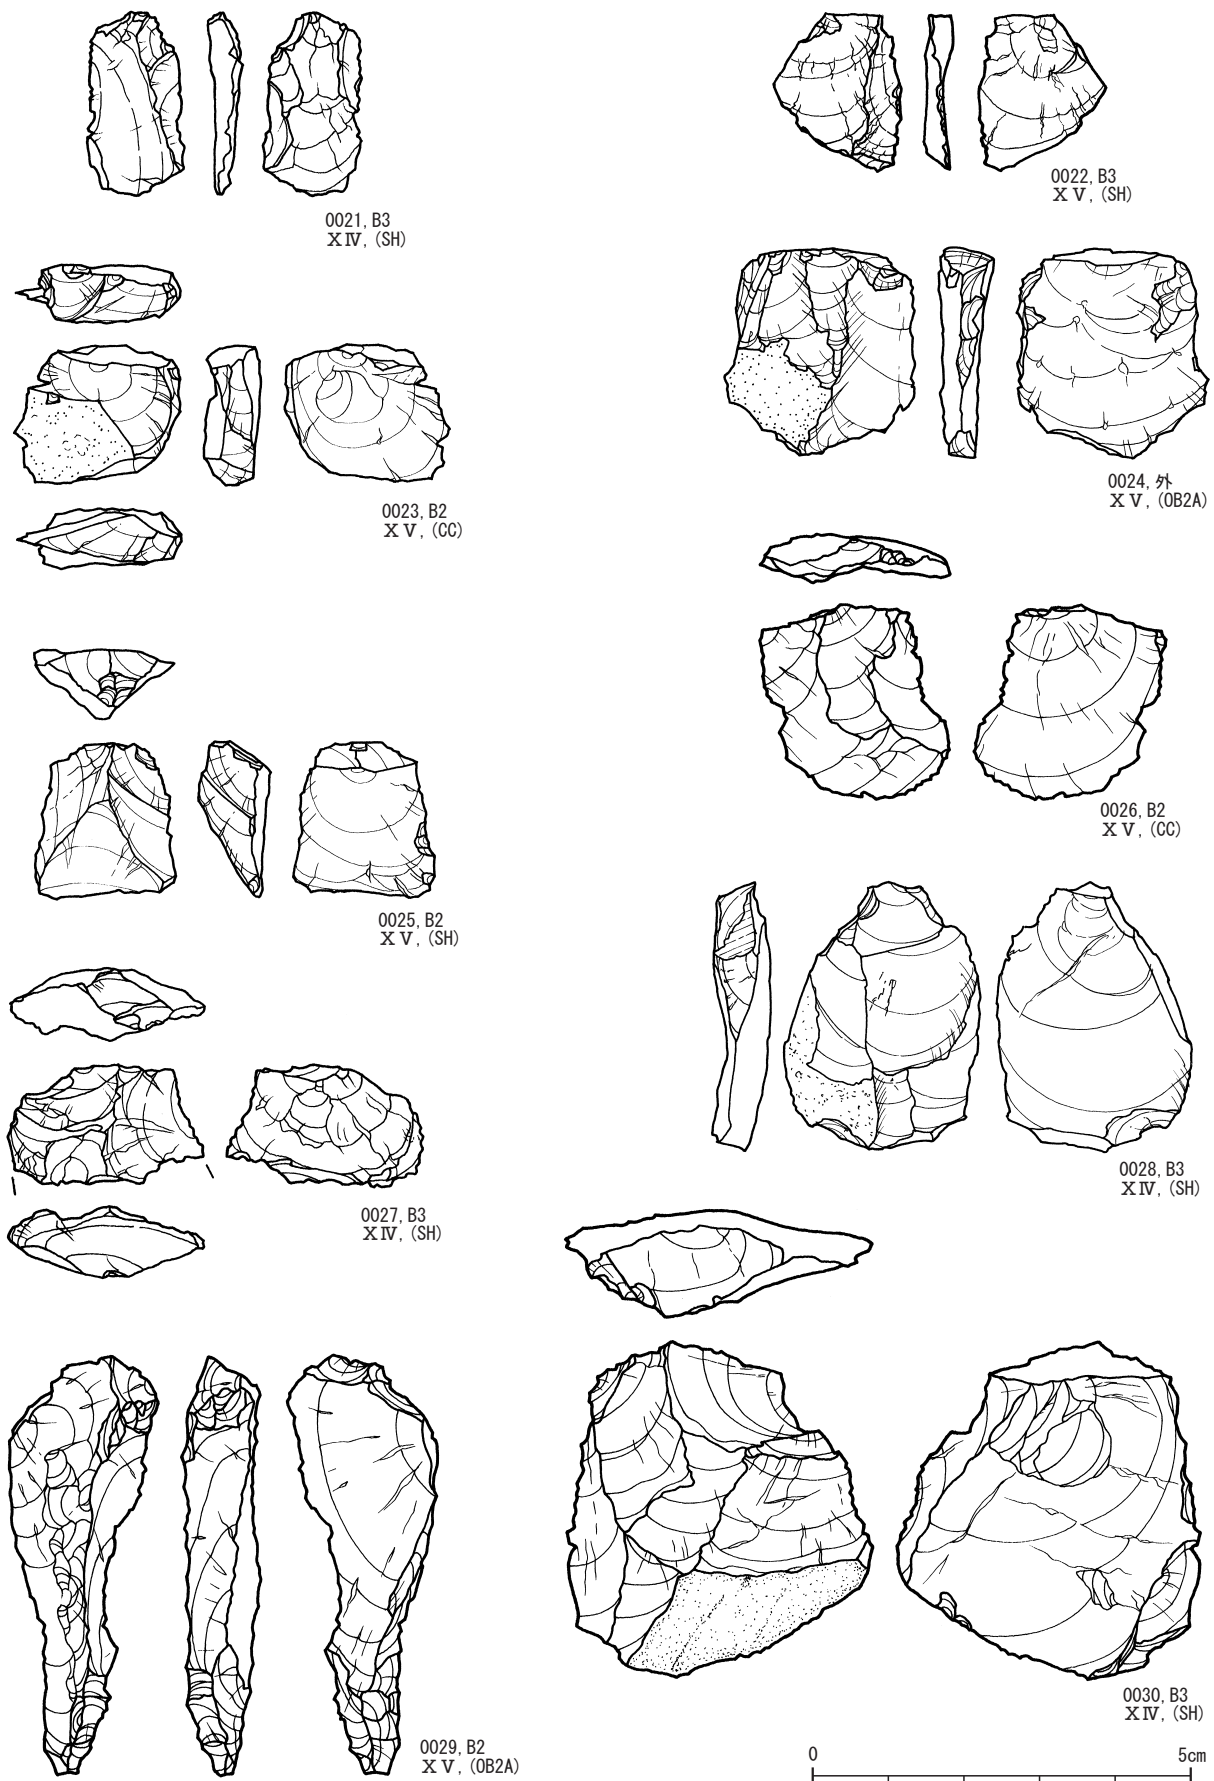 0021, B3
XIV, (SH)
0022, B3
XV, (SH)
0023, B2
XV, (CC)
0024, 外
XV, (OB2A)
0025, B2
XV, (SH)
0026, B2
XV, (CC)
0027, B3
XIV, (SH)
0028, B3
XIV, (SH)
0029, B2
XV, (OB2A)
0030, B3
XIV, (SH)
0 5cm